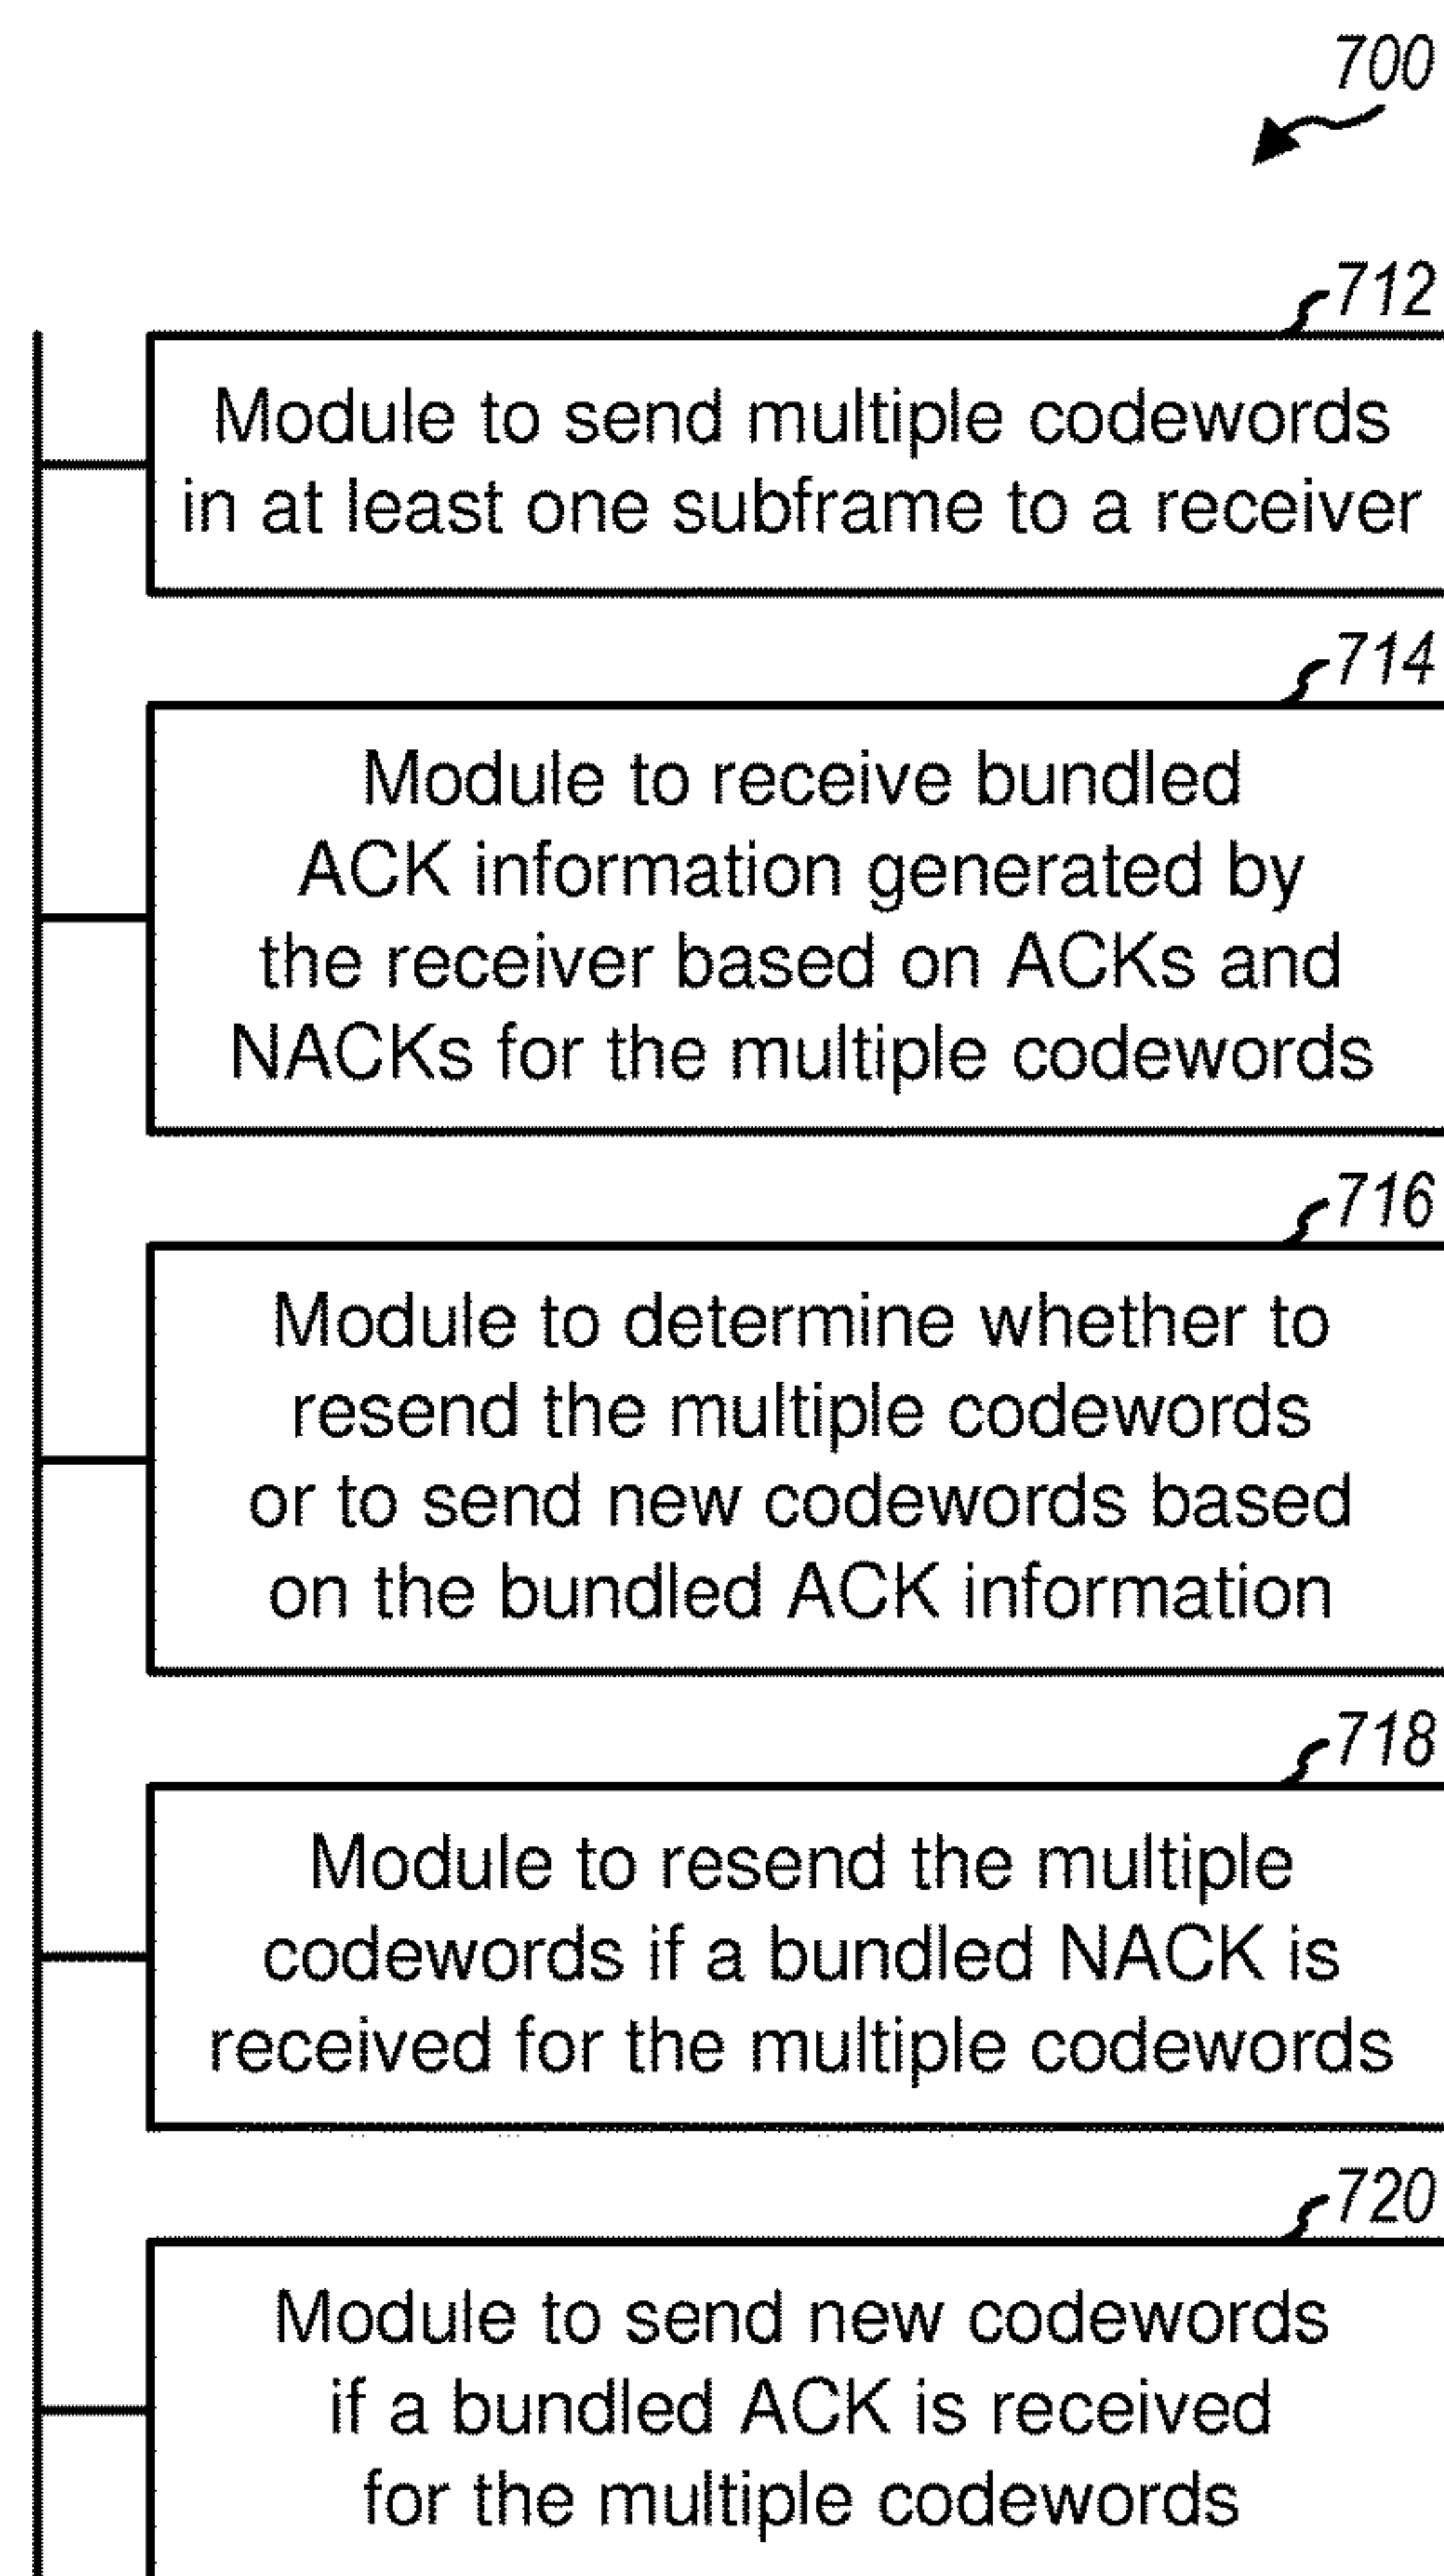 700
712
Module to send multiple codewords
in at least one subframe to a receiver
714
Module to receive bundled
ACK information generated by
the receiver based on ACKs and
NACKs for the multiple codewords
716
Module to determine whether to
resend the multiple codewords
or to send new codewords based
on the bundled ACK information
718
Module to resend the multiple
codewords if a bundled NACK is
received for the multiple codewords
720
Module to send new codewords
if a bundled ACK is received
for the multiple codewords